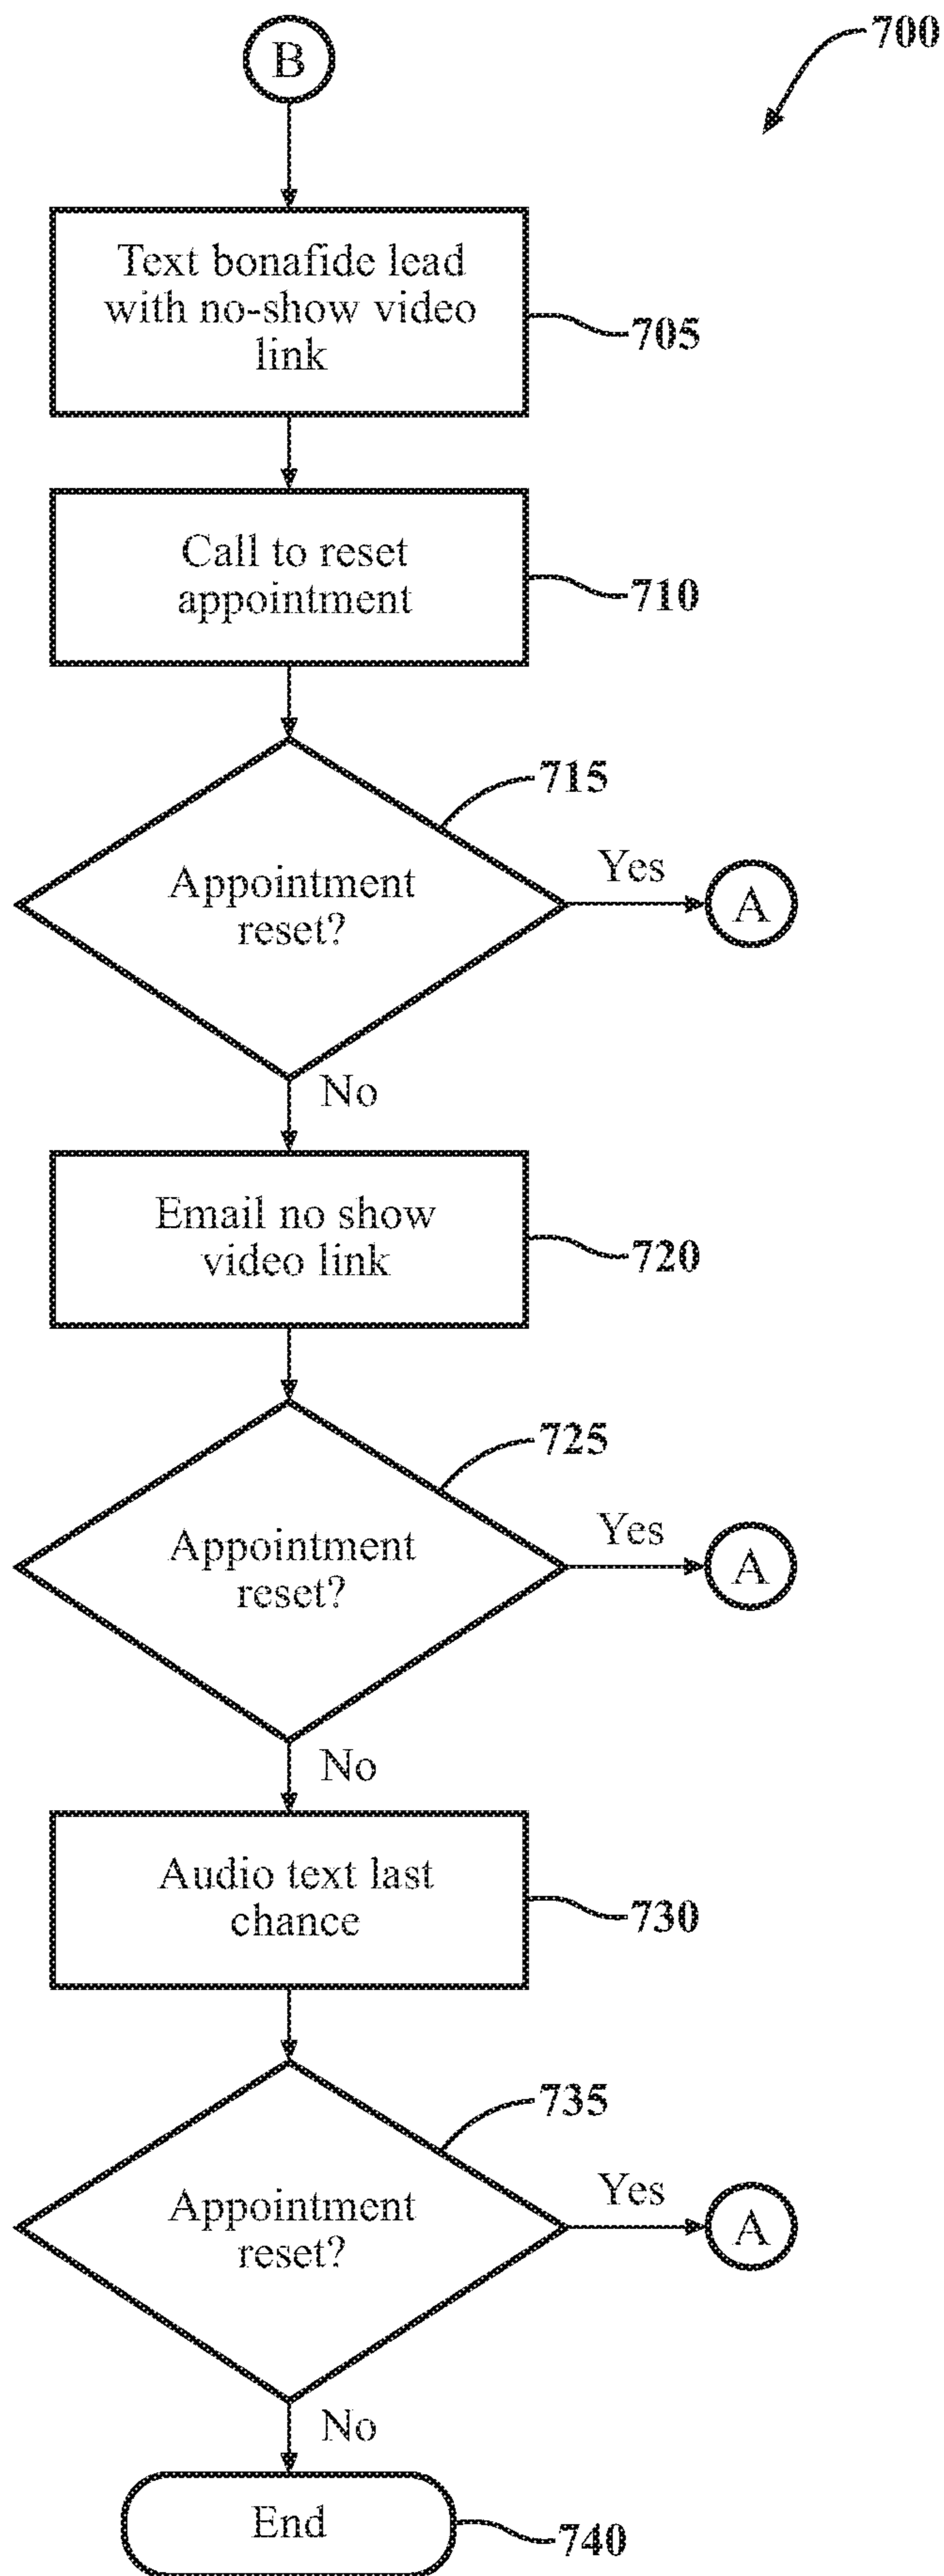 B
700
Text bonafide lead
with no-show video
link
705
Call to reset
appointment
710
715
Appointment
reset?
Yes
A
No
Email no show
video link
720
725
Appointment
reset?
Yes
A
No
Audio text last
chance
730
735
Appointment
reset?
Yes
A
No
End
740